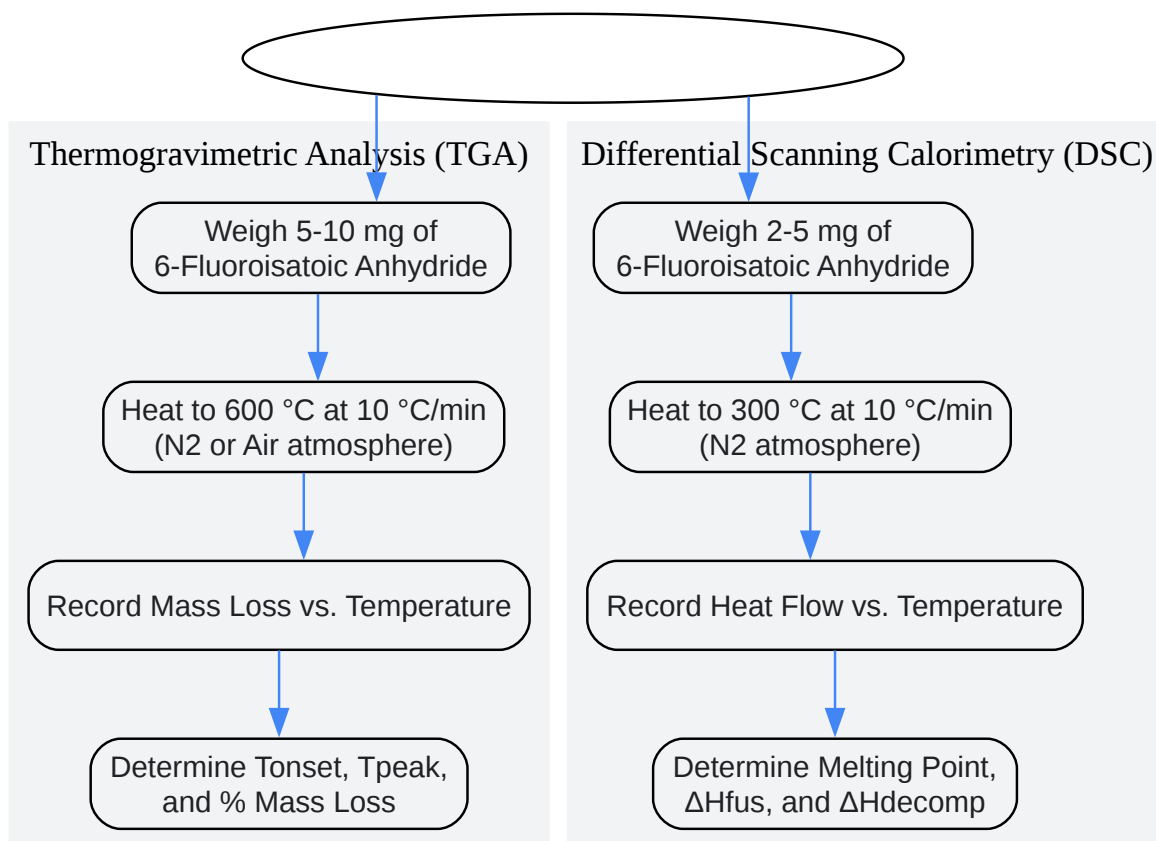 Thermogravimetric Analysis (TGA)
Weigh 5-10 mg of
6-Fluoroisatoic Anhydride
Heat to 600 °C at 10 °C/min
(N2 or Air atmosphere)
Record Mass Loss vs. Temperature
Determine Tonset, Tpeak,
and % Mass Loss
Differential Scanning Calorimetry (DSC)
Weigh 2-5 mg of
6-Fluoroisatoic Anhydride
Heat to 300 °C at 10 °C/min
(N2 atmosphere)
Record Heat Flow vs. Temperature
Determine Melting Point,
ΔHfus, and ΔHdecomp